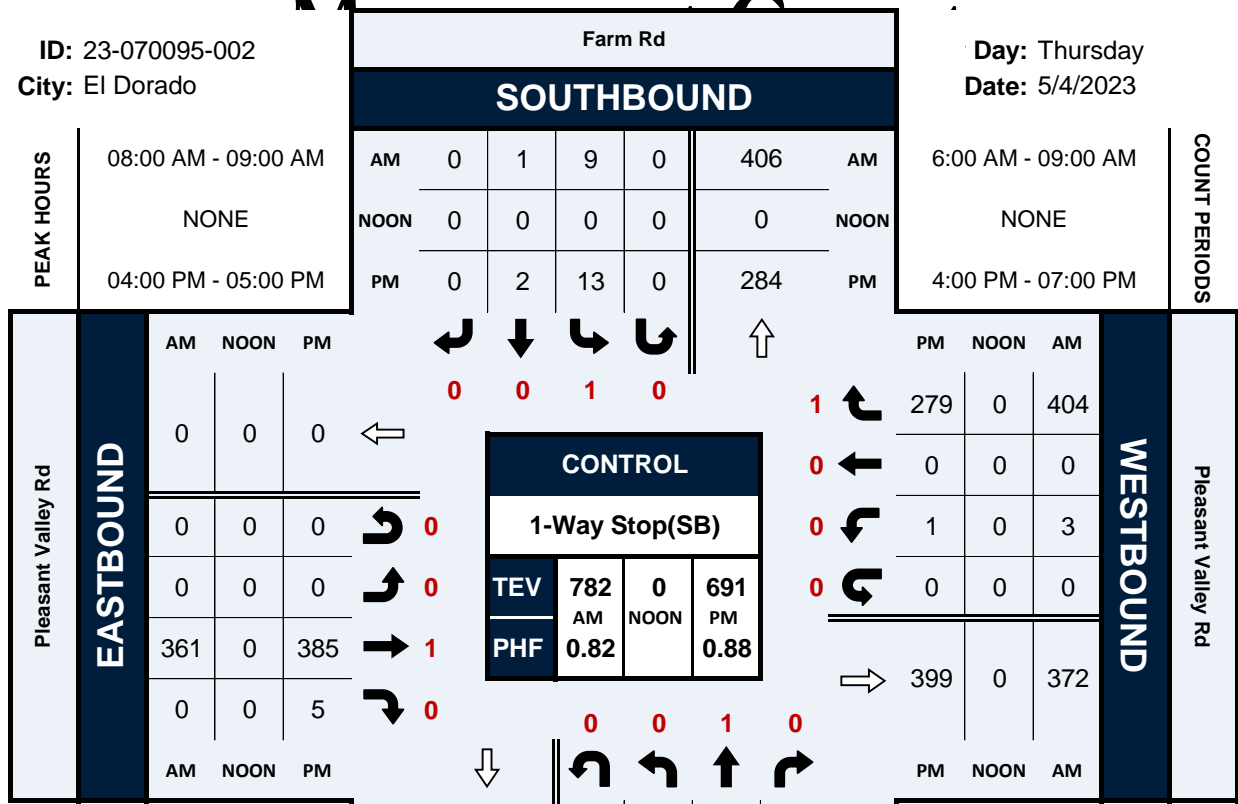 Farm Rd
ID: 23-070095-002
Day: Thursday
City: El Dorado
Date: 5/4/2023
SOUTHBOUND
PEAK HOURS
08:00 AM - 09:00 AM
NONE
04:00 PM - 05:00 PM
AM 0 1 9 0 406 AM
NOON 0 0 0 0 0 NOON
PM 0 2 13 0 284 PM
6:00 AM - 09:00 AM
NONE
4:00 PM - 07:00 PM
COUNT PERIODS
0 0 1 0
Pleasant Valley Rd
EASTBOUND
AM NOON PM
0 0 0
0 0 0 0
0 0 0 0
361 0 385 1
0 0 5 0
AM NOON PM
CONTROL
1-Way Stop(SB)
TEV 782 0 691
AM NOON PM
PHF 0.82 0.88
PM NOON AM
1 279 0 404
0 0 0 0
0 1 0 3
0 0 0 0
399 0 372
PM NOON AM
WESTBOUND
Pleasant Valley Rd
0 0 1 0